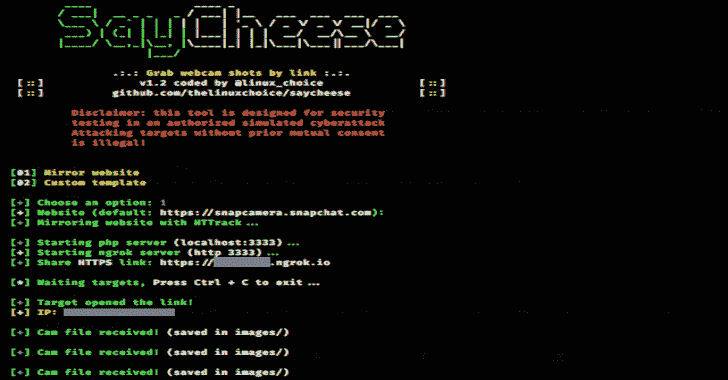 SayCheese
.:.: Grab webcam shots by link :.:.
[::] v1.2 coded by @linux_choice [::]
[::] github.com/thelinuxchoice/saycheese [::]
Disclaimer: this tool is designed for security
testing in an authorized simulated cyberattack
Attacking targets without prior mutual consent
is illegal!
[01] Mirror website
[02] Custom template
[+] Choose an option: 1
[+] Website (default: https://snapcamera.snapchat.com):
[+] Mirroring website with HTTrack...
[+] Starting php server (localhost:3333)...
[+] Starting ngrok server (http 3333)...
[+] Share HTTPS link: https://.ngrok.io
[*] Waiting targets, Press Ctrl + C to exit...
[+] Target opened the link!
[+] IP:
[+] Cam file received! (saved in images/)
[+] Cam file received! (saved in images/)
[+] Cam file received! (saved in images/)